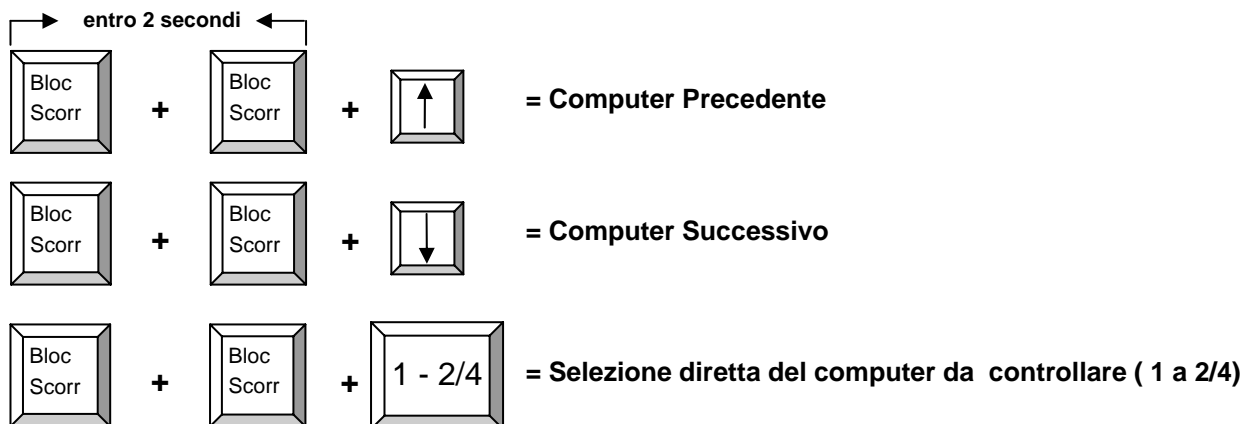 entro 2 secondi
Bloc Scorr + Bloc Scorr + ↑ = Computer Precedente
Bloc Scorr + Bloc Scorr + ↓ = Computer Successivo
Bloc Scorr + Bloc Scorr + 1 - 2/4 = Selezione diretta del computer da controllare ( 1 a 2/4)